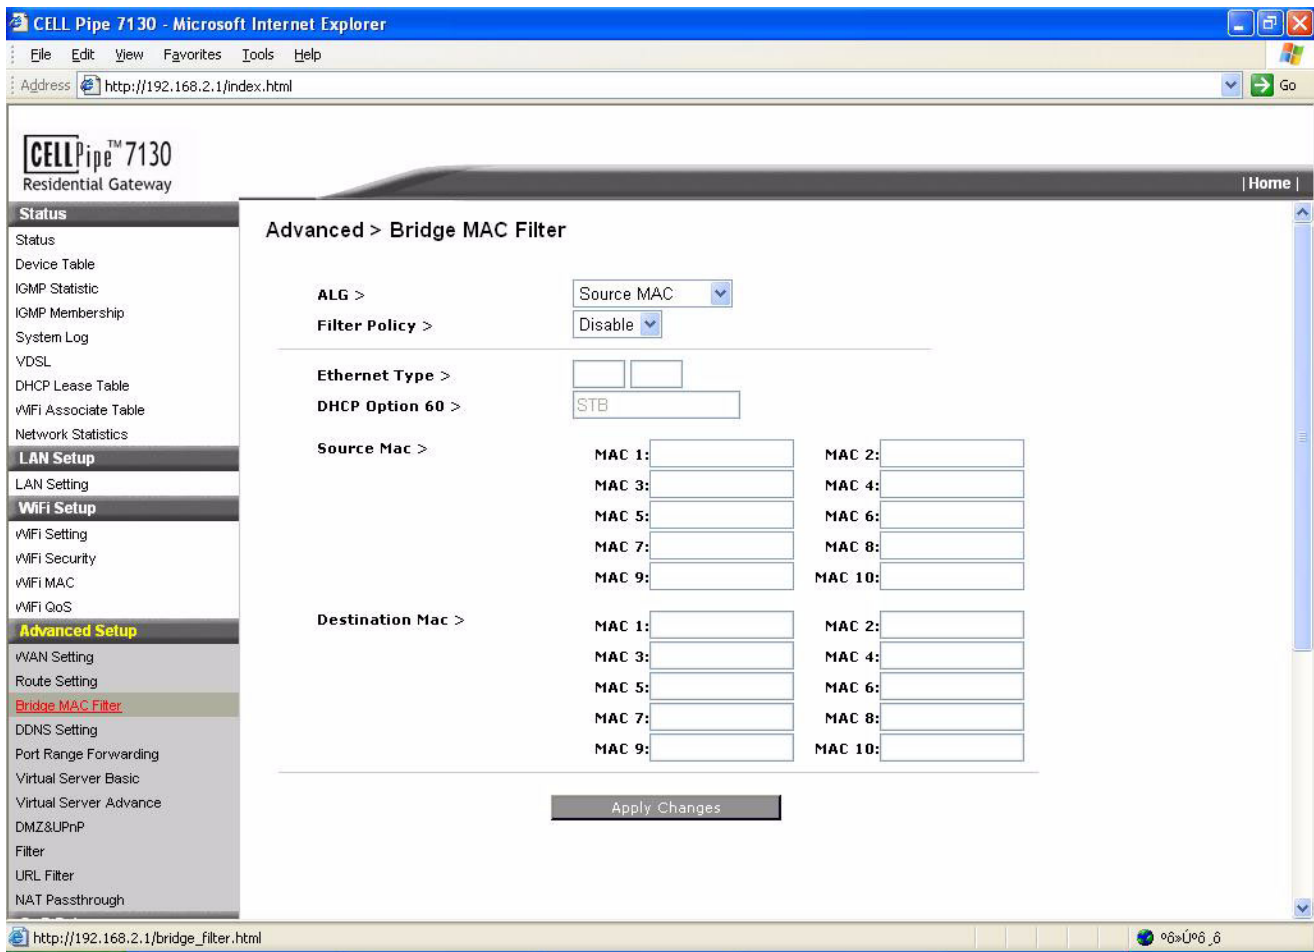 CELL Pipe 7130 - Microsoft Internet Explorer
File Edit View Favorites Tools Help
Address http://192.168.2.1/index.html Go
CELLPipe™ 7130
Residential Gateway
| Home |
Status
Status
Device Table
IGMP Statistic
IGMP Membership
System Log
VDSL
DHCP Lease Table
WiFi Associate Table
Network Statistics
LAN Setup
LAN Setting
WiFi Setup
WiFi Setting
WiFi Security
WiFi MAC
WiFi QoS
Advanced Setup
WAN Setting
Route Setting
Bridge MAC Filter
DDNS Setting
Port Range Forwarding
Virtual Server Basic
Virtual Server Advance
DMZ&UPnP
Filter
URL Filter
NAT Passthrough
Advanced > Bridge MAC Filter
ALG > Source MAC
Filter Policy > Disable
Ethernet Type >
DHCP Option 60 > STB
Source Mac > MAC 1: MAC 2:
MAC 3: MAC 4:
MAC 5: MAC 6:
MAC 7: MAC 8:
MAC 9: MAC 10:
Destination Mac > MAC 1: MAC 2:
MAC 3: MAC 4:
MAC 5: MAC 6:
MAC 7: MAC 8:
MAC 9: MAC 10:
Apply Changes
http://192.168.2.1/bridge_filter.html